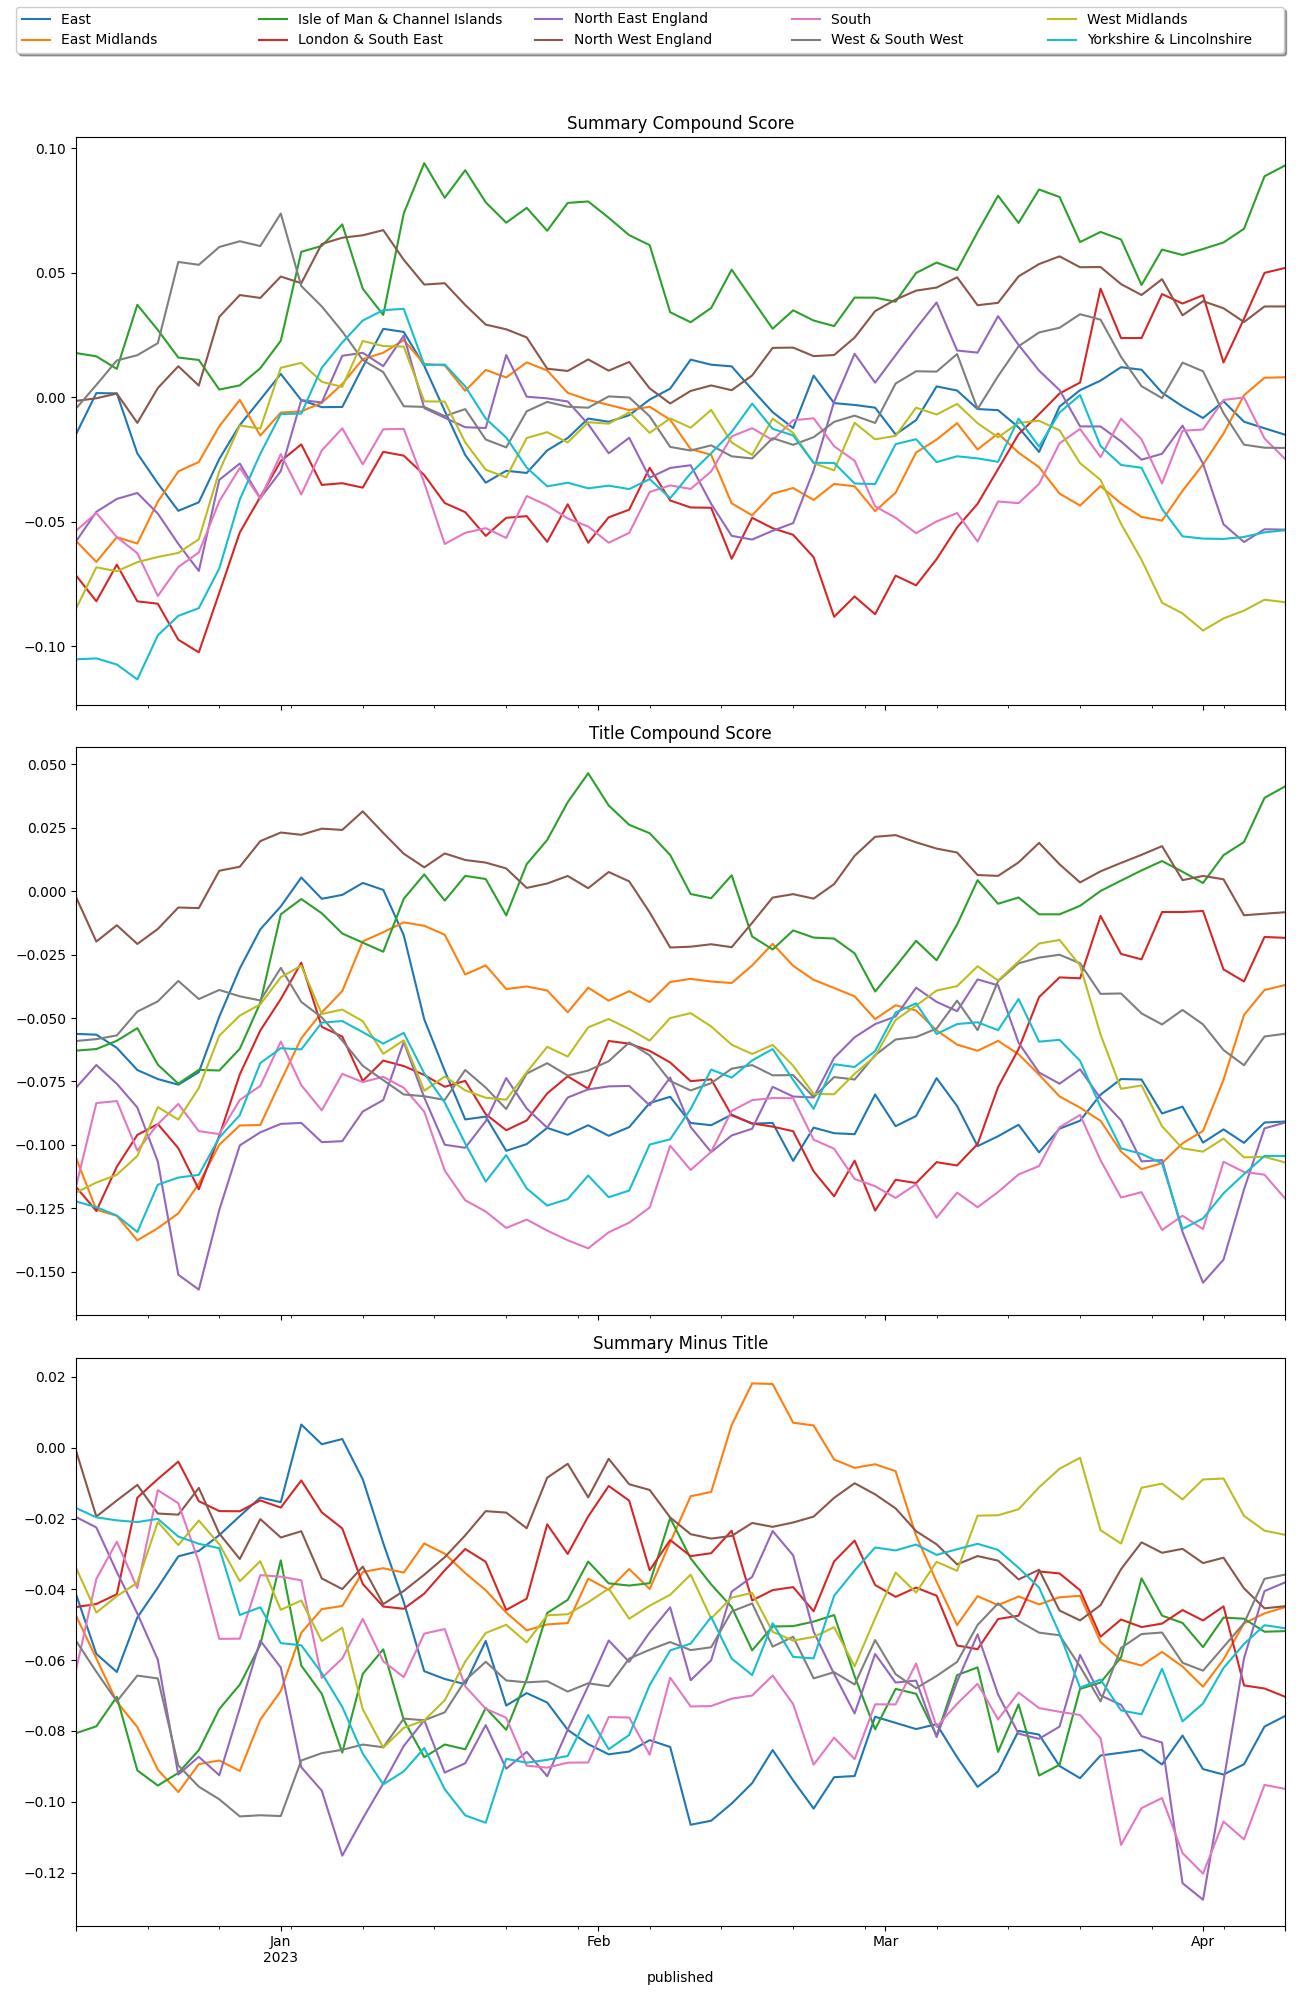 East
East Midlands
Isle of Man & Channel Islands
London & South East
North East England
North West England
South
West & South West
West Midlands
Yorkshire & Lincolnshire
Summary Compound Score
0.10
0.05
0.00
−0.05
−0.10
Title Compound Score
0.050
0.025
0.000
−0.025
−0.050
−0.075
−0.100
−0.125
−0.150
Summary Minus Title
0.02
0.00
−0.02
−0.04
−0.06
−0.08
−0.10
−0.12
Jan
2023
Feb
Mar
Apr
published